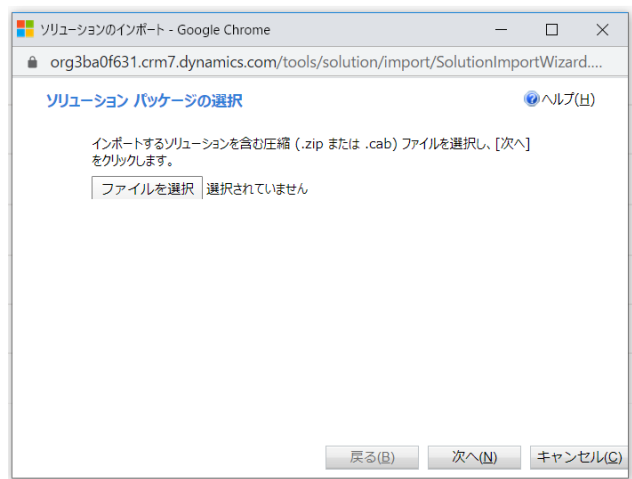 ソリューションのインポート - Google Chrome
org3ba0f631.crm7.dynamics.com/tools/solution/import/SolutionImportWizard....
ソリューション パッケージの選択
ヘルプ(H)
インポートするソリューションを含む圧縮 (.zip または .cab) ファイルを選択し、[次へ]
をクリックします。
ファイルを選択 選択されていません
戻る(B) 次へ(N) キャンセル(C)